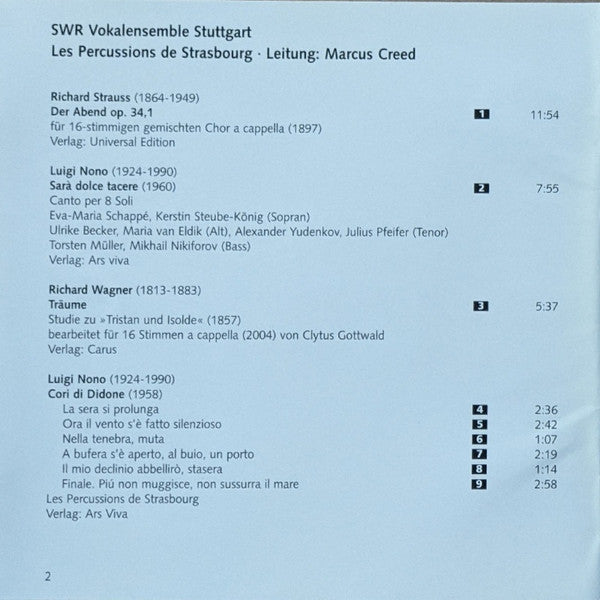 SWR Vokalensemble Stuttgart
Les Percussions de Strasbourg · Leitung: Marcus Creed
Richard Strauss (1864-1949)
Der Abend op. 34,1 1 11:54
für 16-stimmigen gemischten Chor a cappella (1897)
Verlag: Universal Edition
Luigi Nono (1924-1990)
Sarà dolce tacere (1960) 2 7:55
Canto per 8 Soli
Eva-Maria Schappé, Kerstin Steube-König (Sopran)
Ulrike Becker, Maria van Eldik (Alt), Alexander Yudenkov, Julius Pfeifer (Tenor)
Torsten Müller, Mikhail Nikiforov (Bass)
Verlag: Ars viva
Richard Wagner (1813-1883)
Träume 3 5:37
Studie zu »Tristan und Isolde« (1857)
bearbeitet für 16 Stimmen a cappella (2004) von Clytus Gottwald
Verlag: Carus
Luigi Nono (1924-1990)
Cori di Didone (1958)
La sera si prolunga 4 2:36
Ora il vento s'è fatto silenzioso 5 2:42
Nella tenebra, muta 6 1:07
A bufera s'è aperto, al buio, un porto 7 2:19
Il mio declinio abbellirò, stasera 8 1:14
Finale. Piú non muggisce, non sussurra il mare 9 2:58
Les Percussions de Strasbourg
Verlag: Ars Viva
2